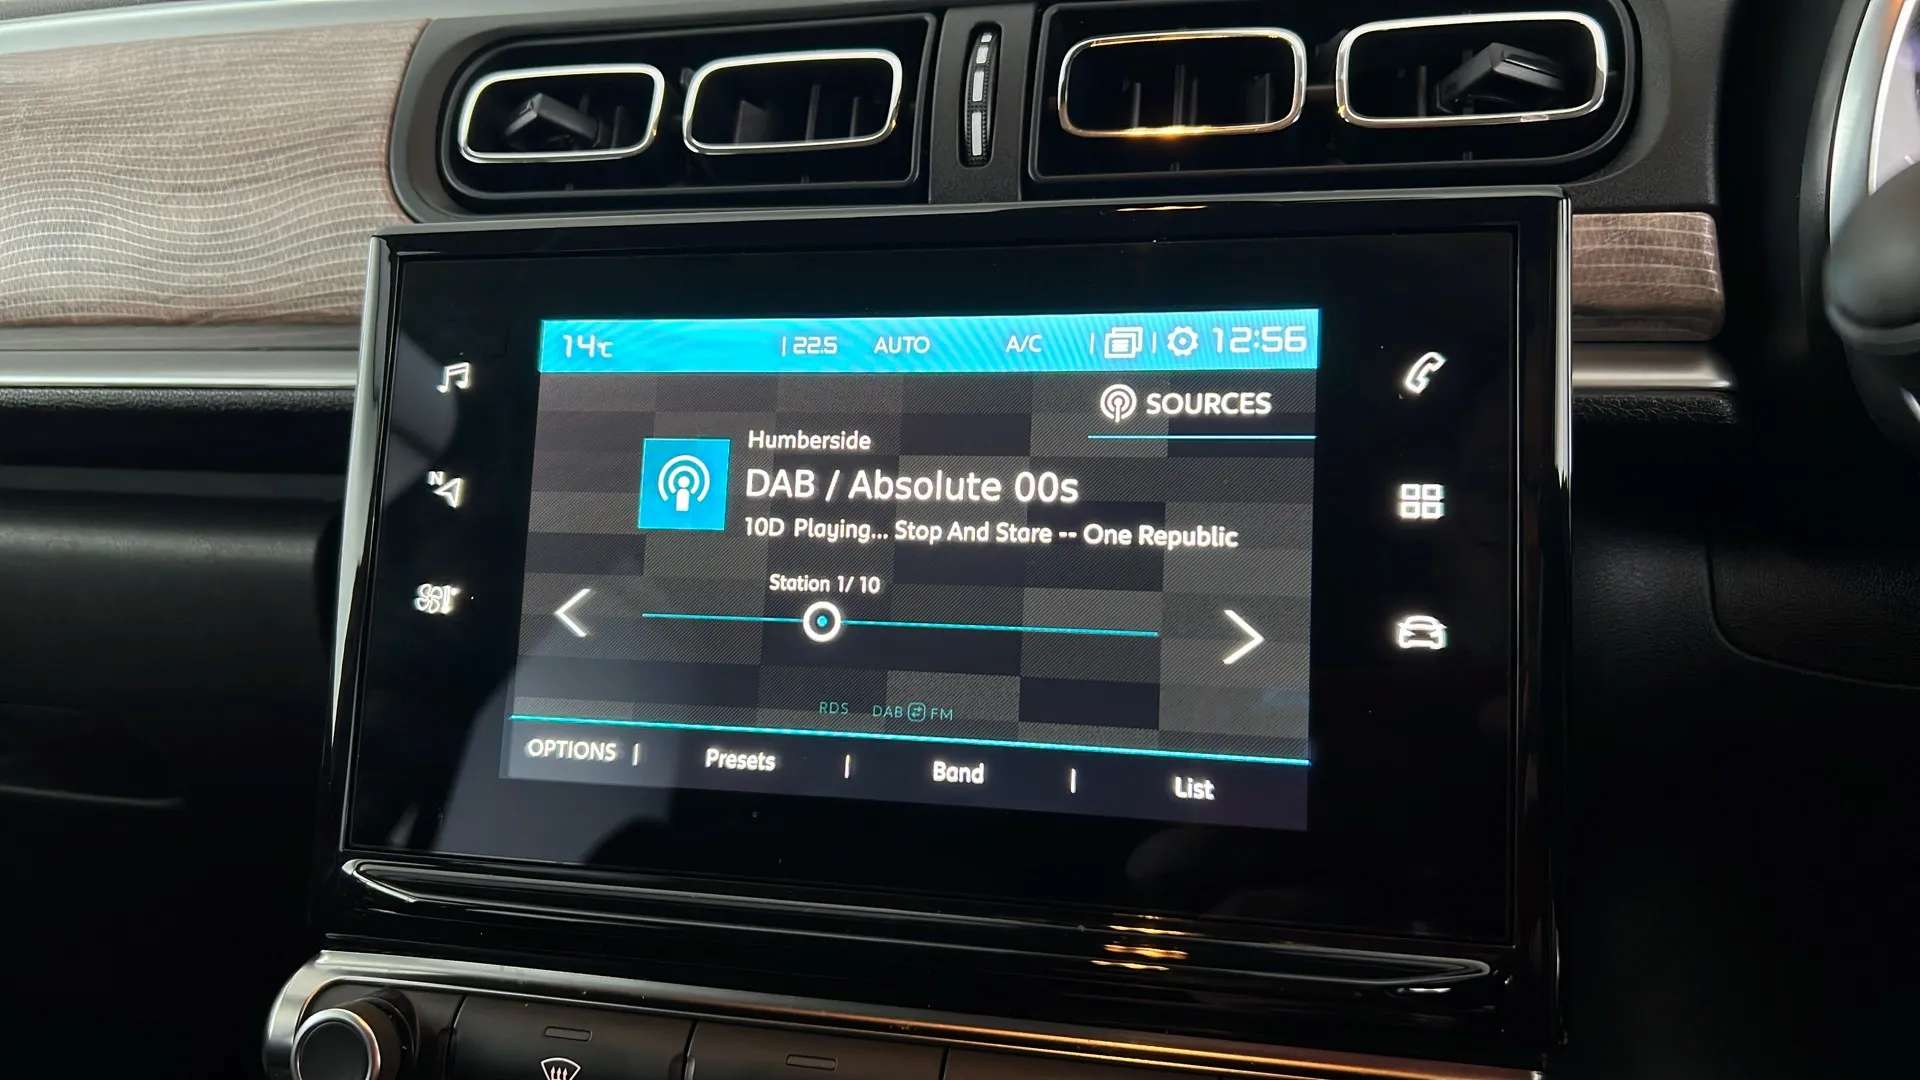 14°C | 22.5 AUTO A/C | | 12:56
SOURCES
Humberside
DAB / Absolute 00s
10D Playing... Stop And Stare -- One Republic
Station 1/ 10
RDS DAB FM
OPTIONS | Presets | Band | List
N